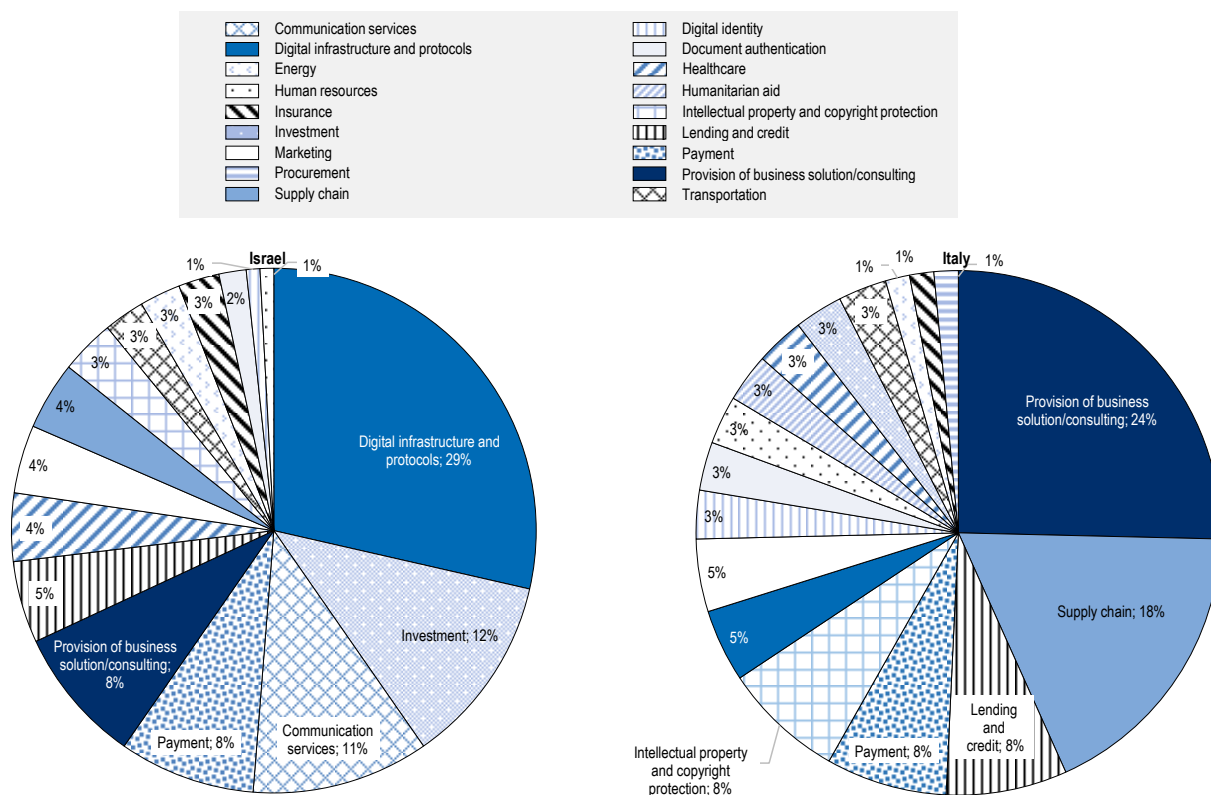 Communication services
Digital infrastructure and protocols
Energy
Human resources
Insurance
Investment
Marketing
Procurement
Supply chain
Digital identity
Document authentication
Healthcare
Humanitarian aid
Intellectual property and copyright protection
Lending and credit
Payment
Provision of business solution/consulting
Transportation
Israel
1%
1%
2%
3%
3%
3%
3%
4%
4%
4%
5%
Digital infrastructure and
protocols; 29%
Investment; 12%
Communication
services; 11%
Payment; 8%
Provision of business
solution/consulting;
8%
Italy
1%
1%
1%
3%
3%
3%
3%
3%
3%
3%
5%
5%
Provision of business
solution/consulting; 24%
Supply chain; 18%
Lending
and
credit; 8%
Payment; 8%
Intellectual property
and copyright
protection; 8%